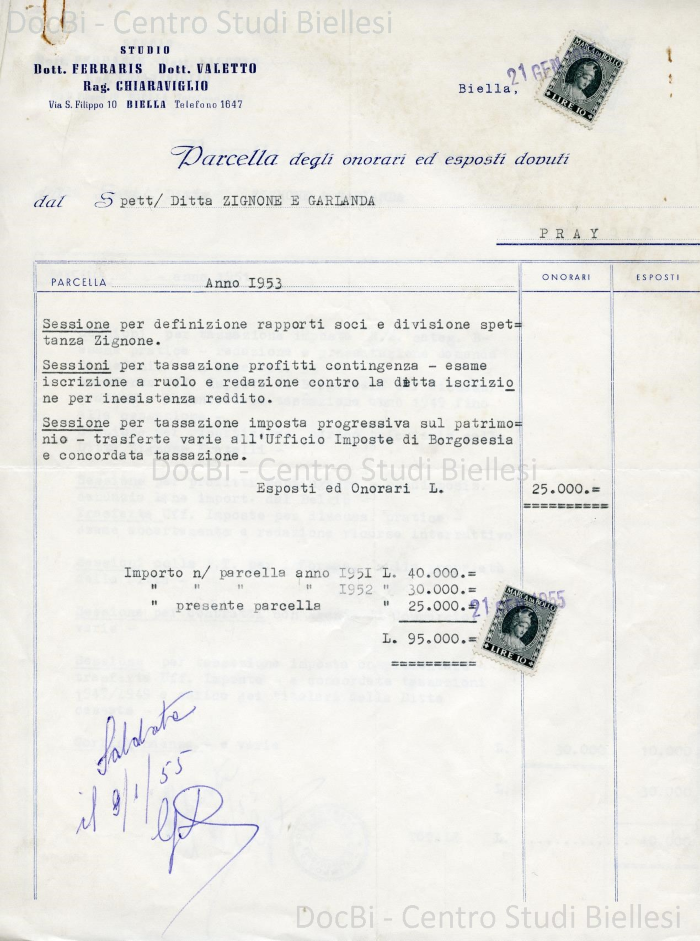 DocBi - Centro Studi Biellesi
STUDIO
Dott. FERRARIS Dott. VALETTO
Rag. CHIARAVIGLIO
Via S. Filippo 10 BIELLA Telefono 1647
Biella,
21 GEN
MARCA DA BOLLO
LIRE 10
Parcella degli onorari ed esposti dovuti
dal Spett/ Ditta ZIGNONE E GARLANDA
PRAY
PARCELLA Anno I953
ONORARI
ESPOSTI
Sessione per definizione rapporti soci e divisione spet=
tanza Zignone.
Sessioni per tassazione profitti contingenza - esame
iscrizione a ruolo e redazione contro la ditta iscrizio
ne per inesistenza reddito.
Sessione per tassazione imposta progressiva sul patrimo=
nio - trasferte varie all'Ufficio Imposte di Borgosesia
e concordata tassazione.
DocBi - Centro Studi Biellesi
Esposti ed Onorari L. 25.000.=
==========
Importo n/ parcella anno I95I L. 40.000.=
" " " " I952 " 30.000.=
" presente parcella " 25.000.=
21 GEN 1955
MARCA DA BOLLO
LIRE 10
L. 95.000.=
==========
Saldata
il 9/1/55
DocBi - Centro Studi Biellesi